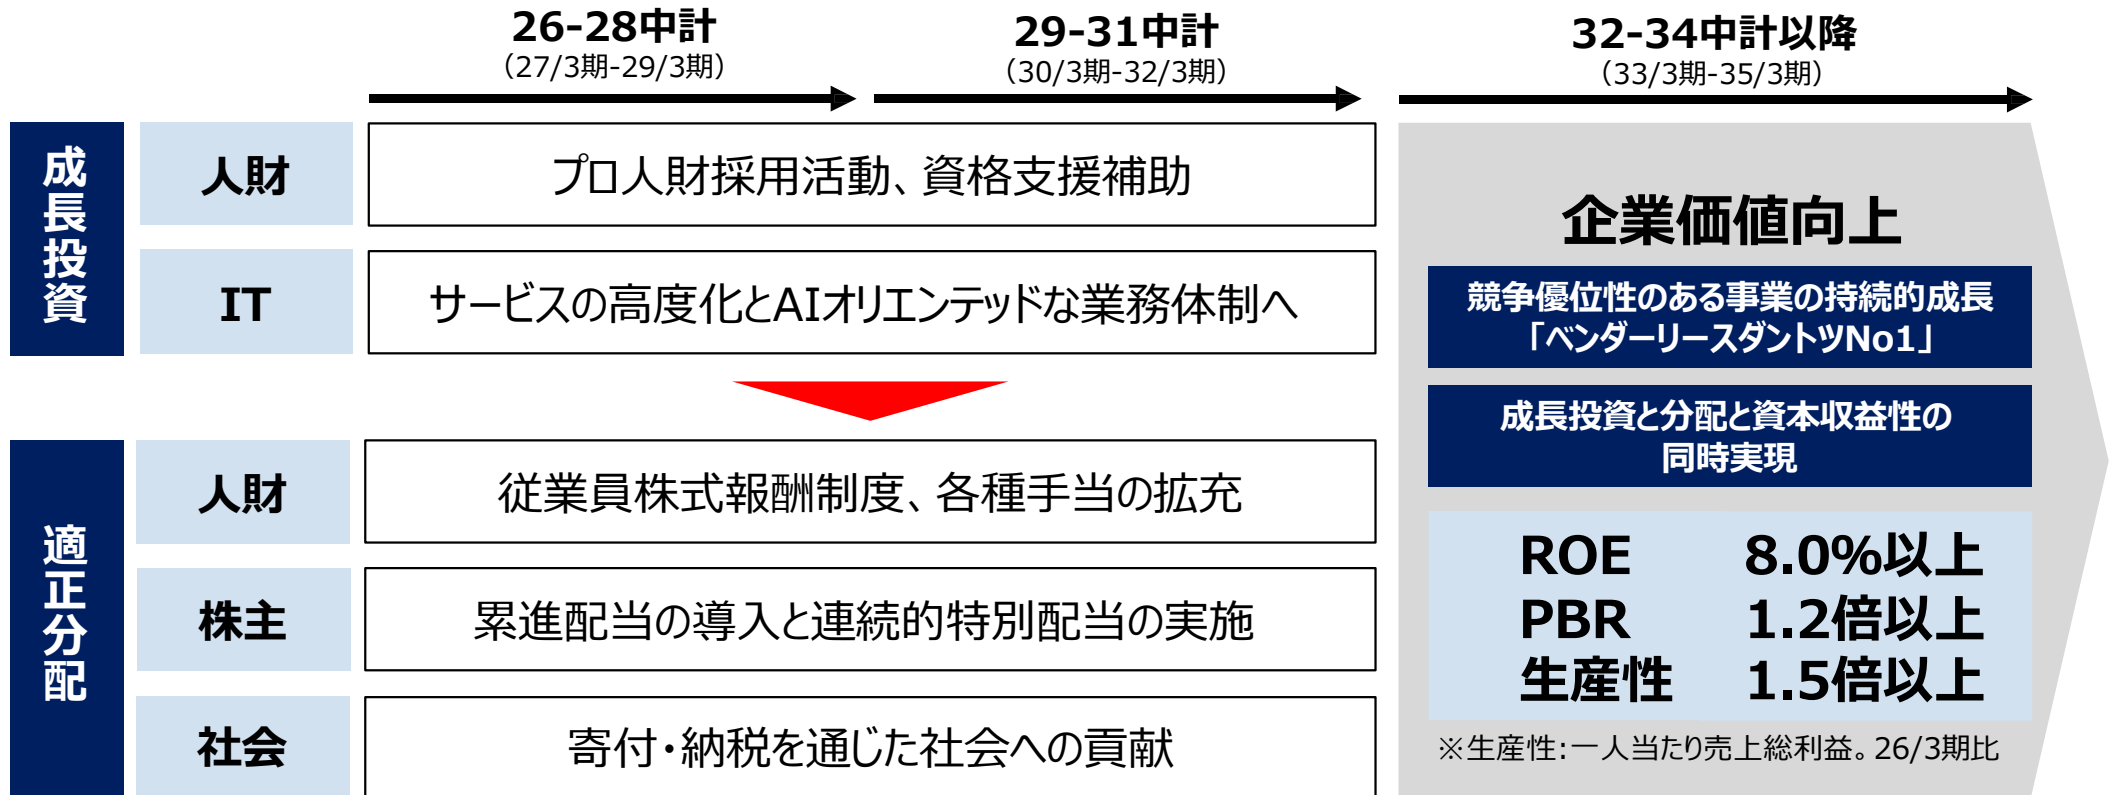 26-28中計
（27/3期-29/3期）
29-31中計
（30/3期-32/3期）
32-34中計以降
（33/3期-35/3期）
成長投資
人財
プロ人財採用活動、資格支援補助
IT
サービスの高度化とAIオリエンテッドな業務体制へ
適正分配
人財
従業員株式報酬制度、各種手当の拡充
株主
累進配当の導入と連続的特別配当の実施
社会
寄付・納税を通じた社会への貢献
企業価値向上
競争優位性のある事業の持続的成長
「ベンダーリースダントツNo1」
成長投資と分配と資本収益性の
同時実現
ROE 8.0%以上
PBR 1.2倍以上
生産性 1.5倍以上
※生産性：一人当たり売上総利益。26/3期比